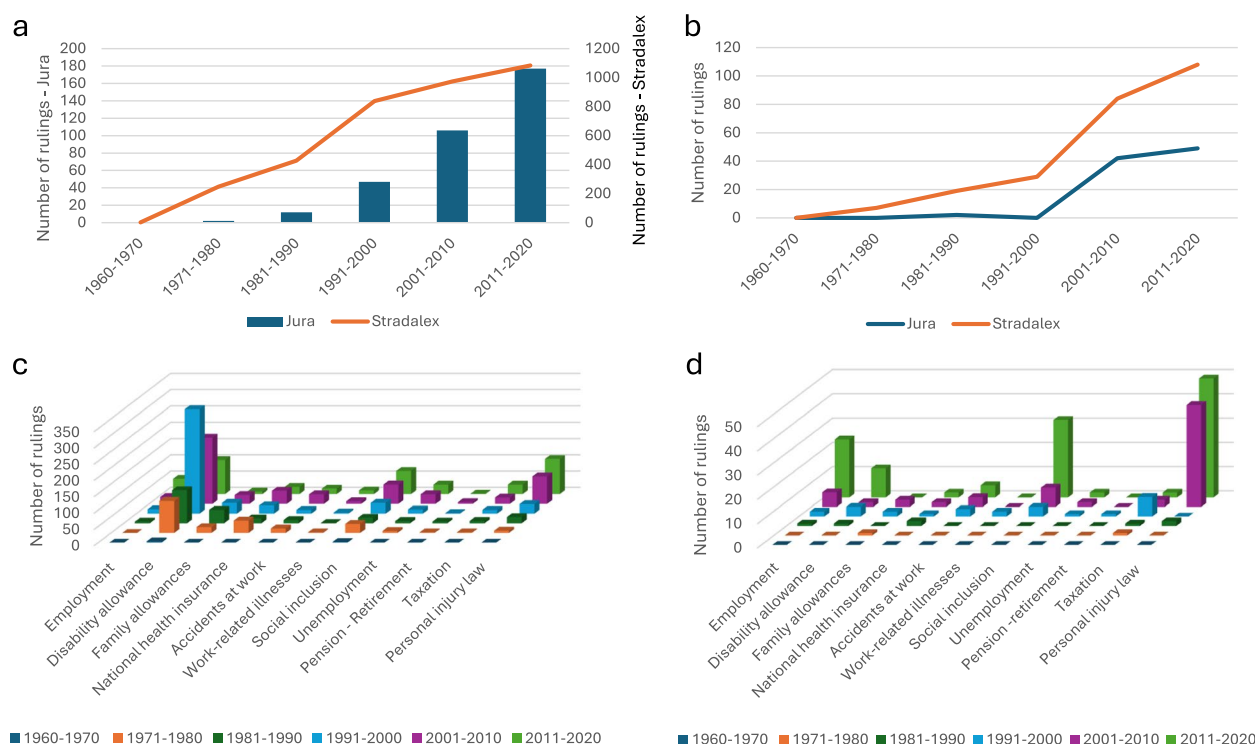 a
Number of rulings - Jura
200
180
160
140
120
100
80
60
40
20
0
1200
1000
800
600
400
200
0
Number of rulings - Stradalex
1960-1970
1971-1980
1981-1990
1991-2000
2001-2010
2011-2020
Jura
Stradalex
b
Number of rulings
120
100
80
60
40
20
0
1960-1970
1971-1980
1981-1990
1991-2000
2001-2010
2011-2020
Jura
Stradalex
c
Number of rulings
350
300
250
200
150
100
50
0
Employment
Disability allowance
Family allowances
National health insurance
Accidents at work
Work-related illnesses
Social inclusion
Unemployment
Pension - Retirement
Taxation
Personal injury law
1960-1970
1971-1980
1981-1990
1991-2000
2001-2010
2011-2020
d
Number of rulings
50
40
30
20
10
0
Employment
Disability allowance
Family allowances
National health insurance
Accidents at work
Work-related illnesses
Social inclusion
Unemployment
Pension -retirement
Taxation
Personal injury law
1960-1970
1971-1980
1981-1990
1991-2000
2001-2010
2011-2020